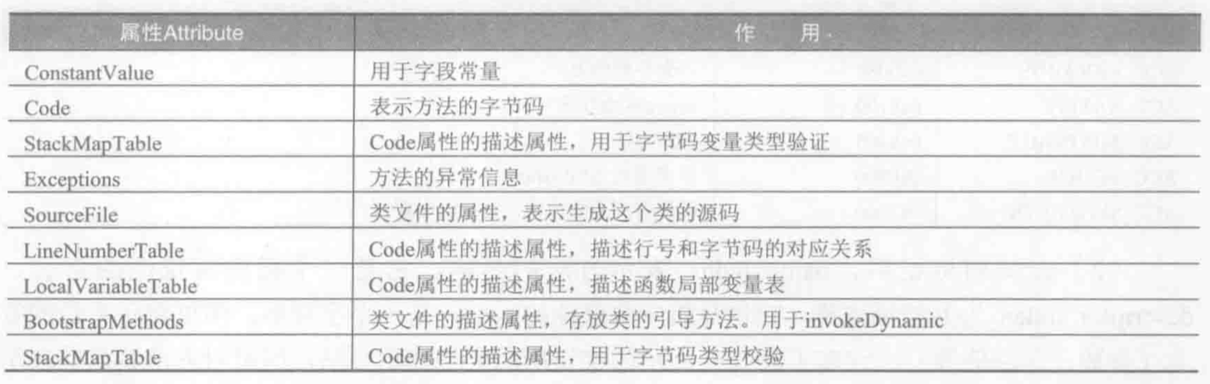 属性Attribute 作 用
ConstantValue 用于字段常量
Code 表示方法的字节码
StackMapTable Code属性的描述属性，用于字节码变量类型验证
Exceptions 方法的异常信息
SourceFile 类文件的属性，表示生成这个类的源码
LineNumberTable Code属性的描述属性，描述行号和字节码的对应关系
LocalVariableTable Code属性的描述属性，描述函数局部变量表
BootstrapMethods 类文件的描述属性，存放类的引导方法。用于invokeDynamic
StackMapTable Code属性的描述属性，用于字节码类型校验